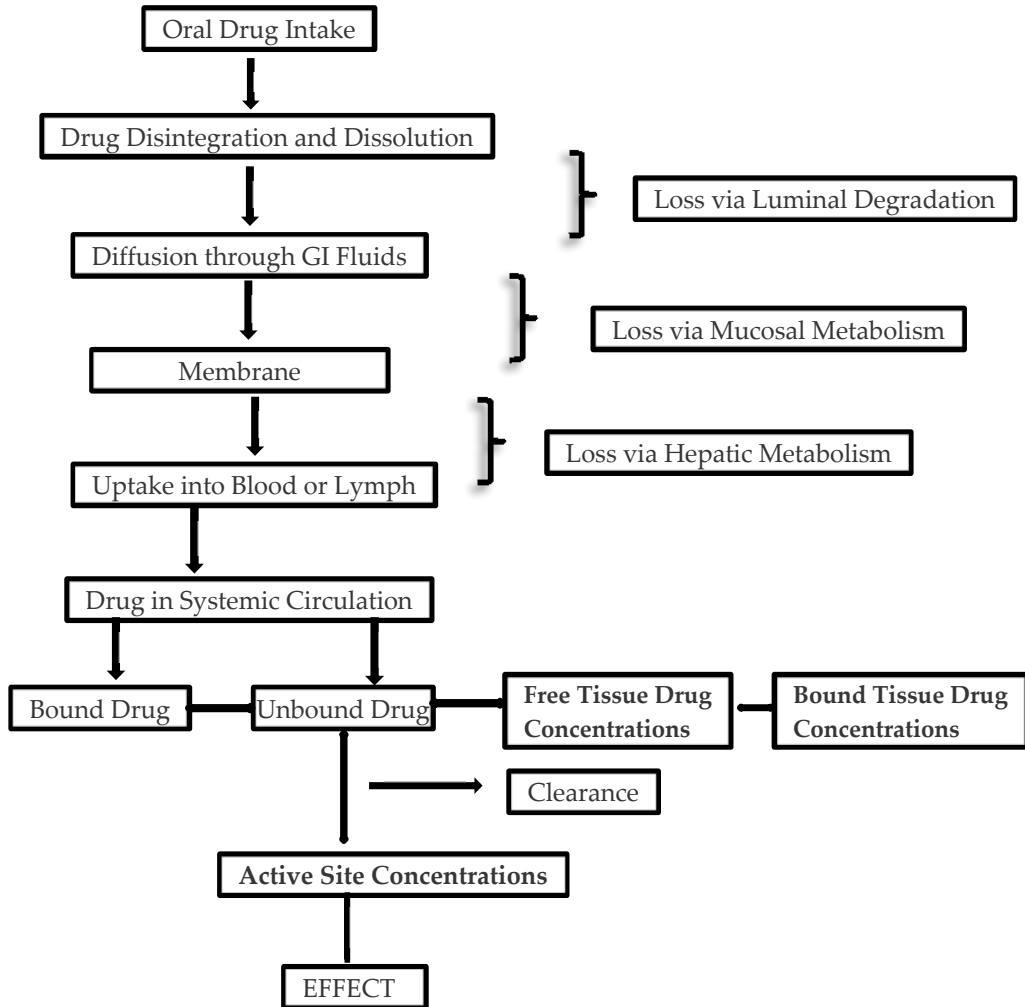 Oral Drug Intake
Drug Disintegration and Dissolution
Loss via Luminal Degradation
Diffusion through GI Fluids
Loss via Mucosal Metabolism
Membrane
Loss via Hepatic Metabolism
Uptake into Blood or Lymph
Drug in Systemic Circulation
Bound Drug
Unbound Drug
Free Tissue Drug
Concentrations
Bound Tissue Drug
Concentrations
Clearance
Active Site Concentrations
EFFECT